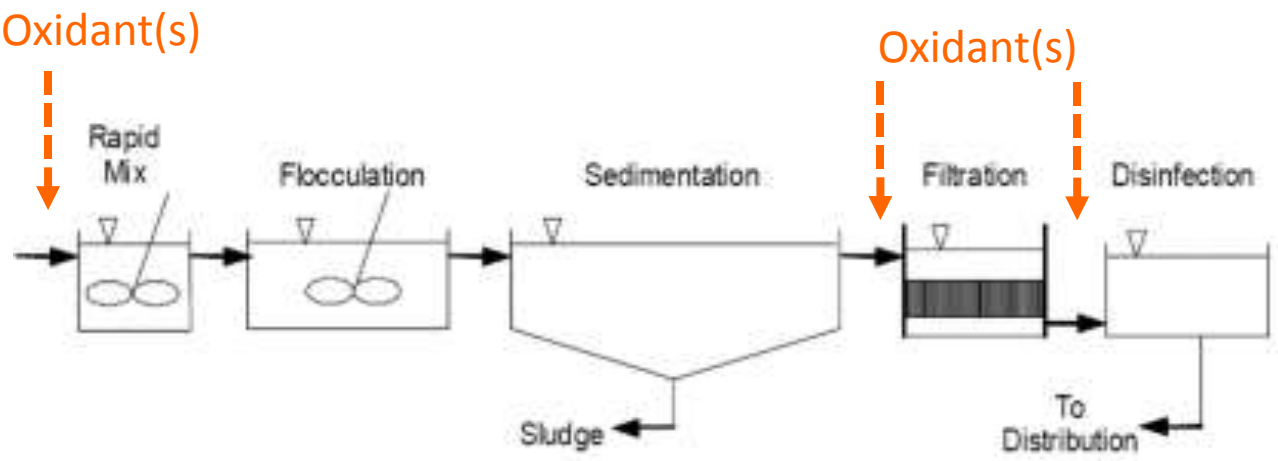 Oxidant(s)
Oxidant(s)
Rapid
Mix
Flocculation
Sedimentation
Filtration
Disinfection
Sludge
To
Distribution